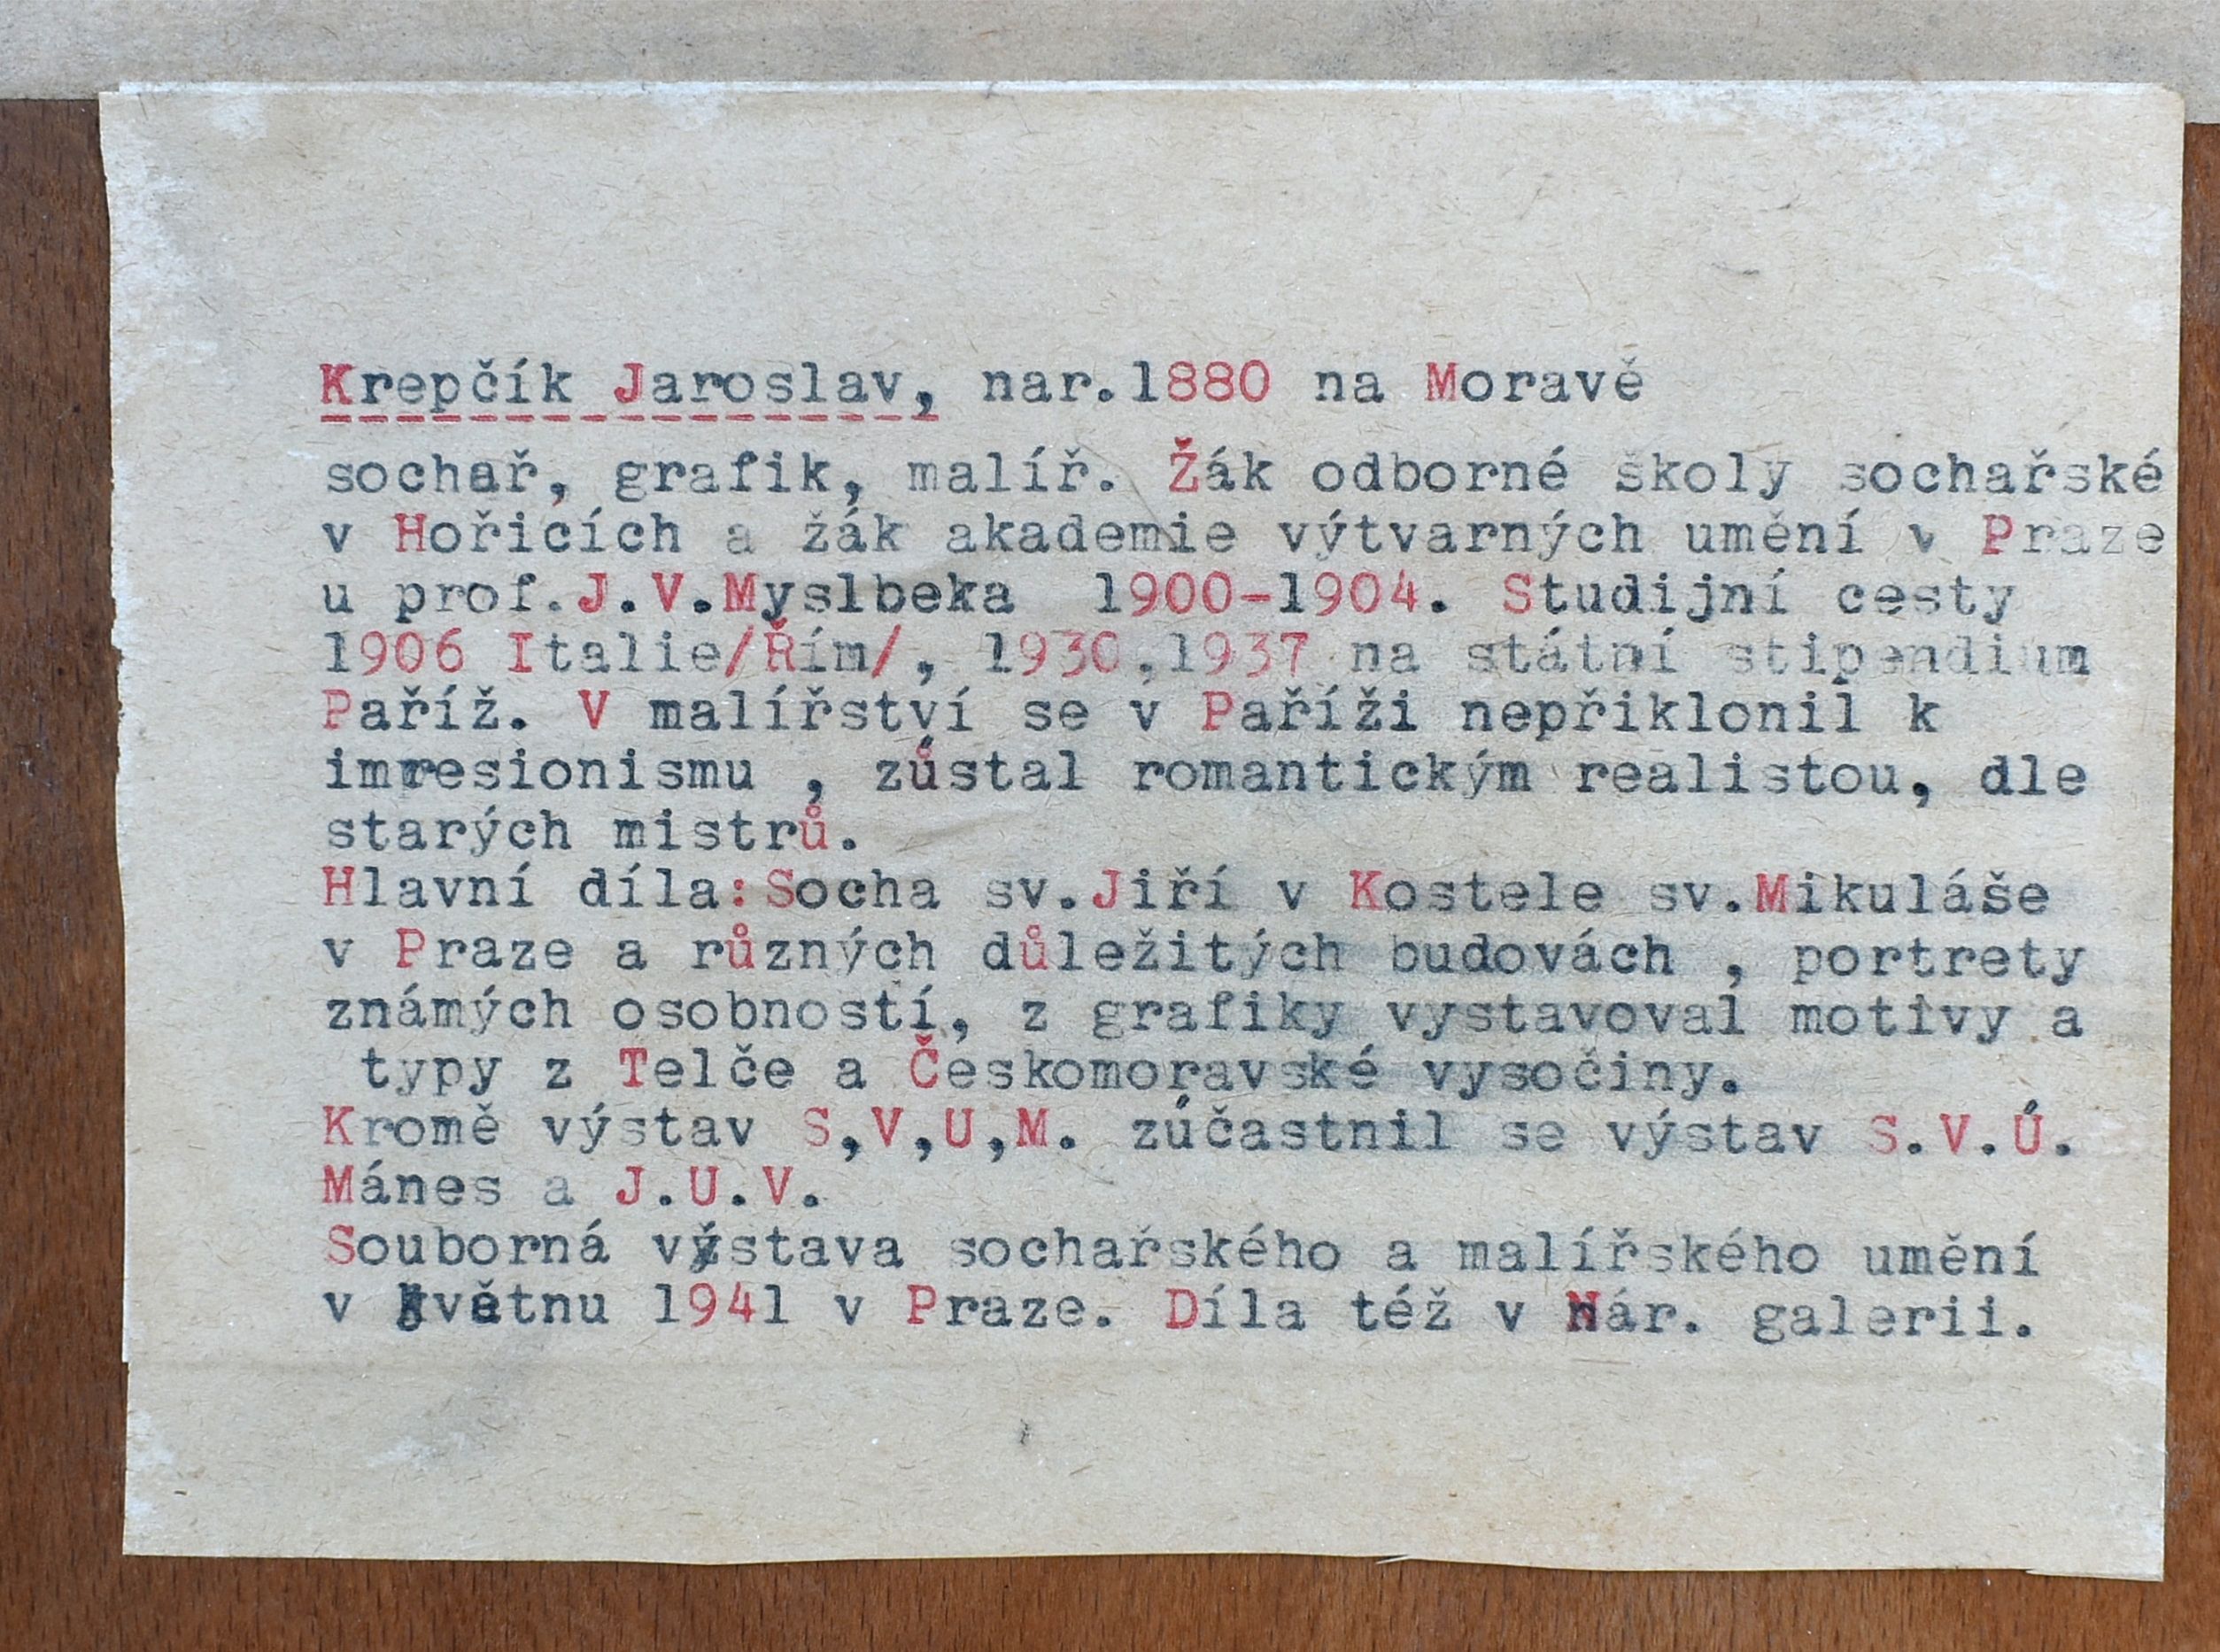 Krepčík Jaroslav, nar.1880 na Moravě
sochař, grafik, malíř. Žák odborné školy sochařské
v Hořicích a žák akademie výtvarných umění v Praze
u prof.J.V.Myslbeka 1900-1904. Studijní cesty
1906 Italie/Řím/, 1930,1937 na státní stipendium
Paříž. V malířství se v Paříži nepřiklonil k
imresionismu , zůstal romantickým realistou, dle
starých mistrů.
Hlavní díla:Socha sv.Jiří v Kostele sv.Mikuláše
v Praze a různých důležitých budovách , portrety
známých osobností, z grafiky vystavoval motivy a
typy z Telče a Českomoravské vysočiny.
Kromě výstav S,V,U,M. zúčastnil se výstav S.V.Ú.
Mánes a J.U.V.
Souborná výstava sochařského a malířského umění
v květnu 1941 v Praze. Díla též v Nár. galerii.